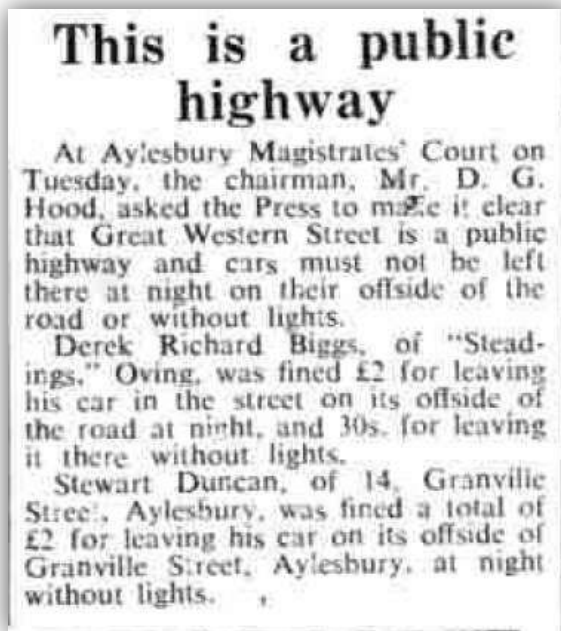 This is a public
highway
At Aylesbury Magistrates' Court on
Tuesday, the chairman, Mr. D. G.
Hood, asked the Press to make it clear
that Great Western Street is a public
highway and cars must not be left
there at night on their offside of the
road or without lights.
Derek Richard Biggs, of "Stead-
ings," Oving, was fined £2 for leaving
his car in the street on its offside of
the road at night, and 30s. for leaving
it there without lights.
Stewart Duncan, of 14, Granville
Street, Aylesbury, was fined a total of
£2 for leaving his car on its offside of
Granville Street, Aylesbury, at night
without lights.